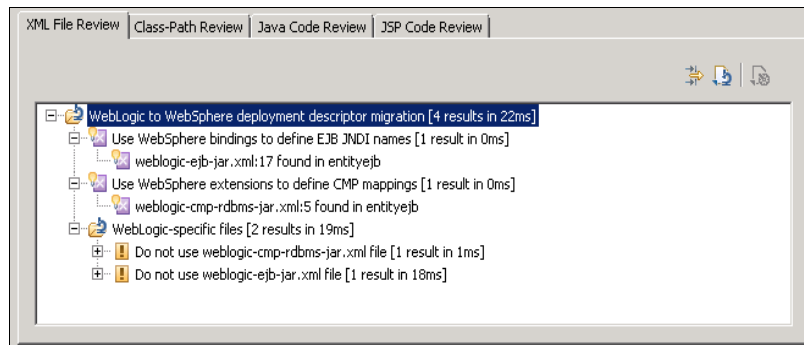 XML File Review Class-Path Review Java Code Review JSP Code Review
WebLogic to WebSphere deployment descriptor migration [4 results in 22ms]
Use WebSphere bindings to define EJB JNDI names [1 result in 0ms]
weblogic-ejb-jar.xml:17 found in entityejb
Use WebSphere extensions to define CMP mappings [1 result in 0ms]
weblogic-cmp-rdbms-jar.xml:5 found in entityejb
WebLogic-specific files [2 results in 19ms]
Do not use weblogic-cmp-rdbms-jar.xml file [1 result in 1ms]
Do not use weblogic-ejb-jar.xml file [1 result in 18ms]